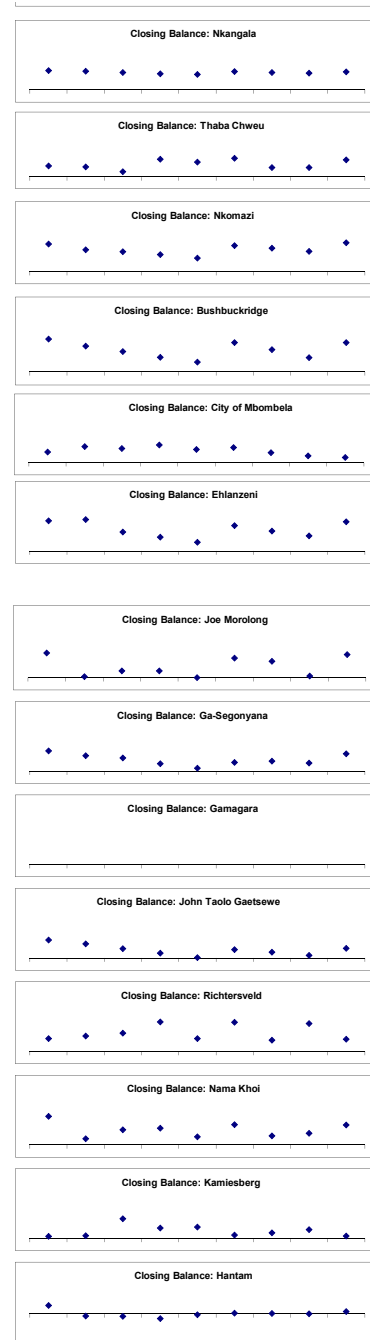 Closing Balance: Nkangala
Closing Balance: Thaba Chweu
Closing Balance: Nkomazi
Closing Balance: Bushbuckridge
Closing Balance: City of Mbombela
Closing Balance: Ehlanzeni
Closing Balance: Joe Morolong
Closing Balance: Ga-Segonyana
Closing Balance: Gamagara
Closing Balance: John Taolo Gaetsewe
Closing Balance: Richtersveld
Closing Balance: Nama Khoi
Closing Balance: Kamiesberg
Closing Balance: Hantam